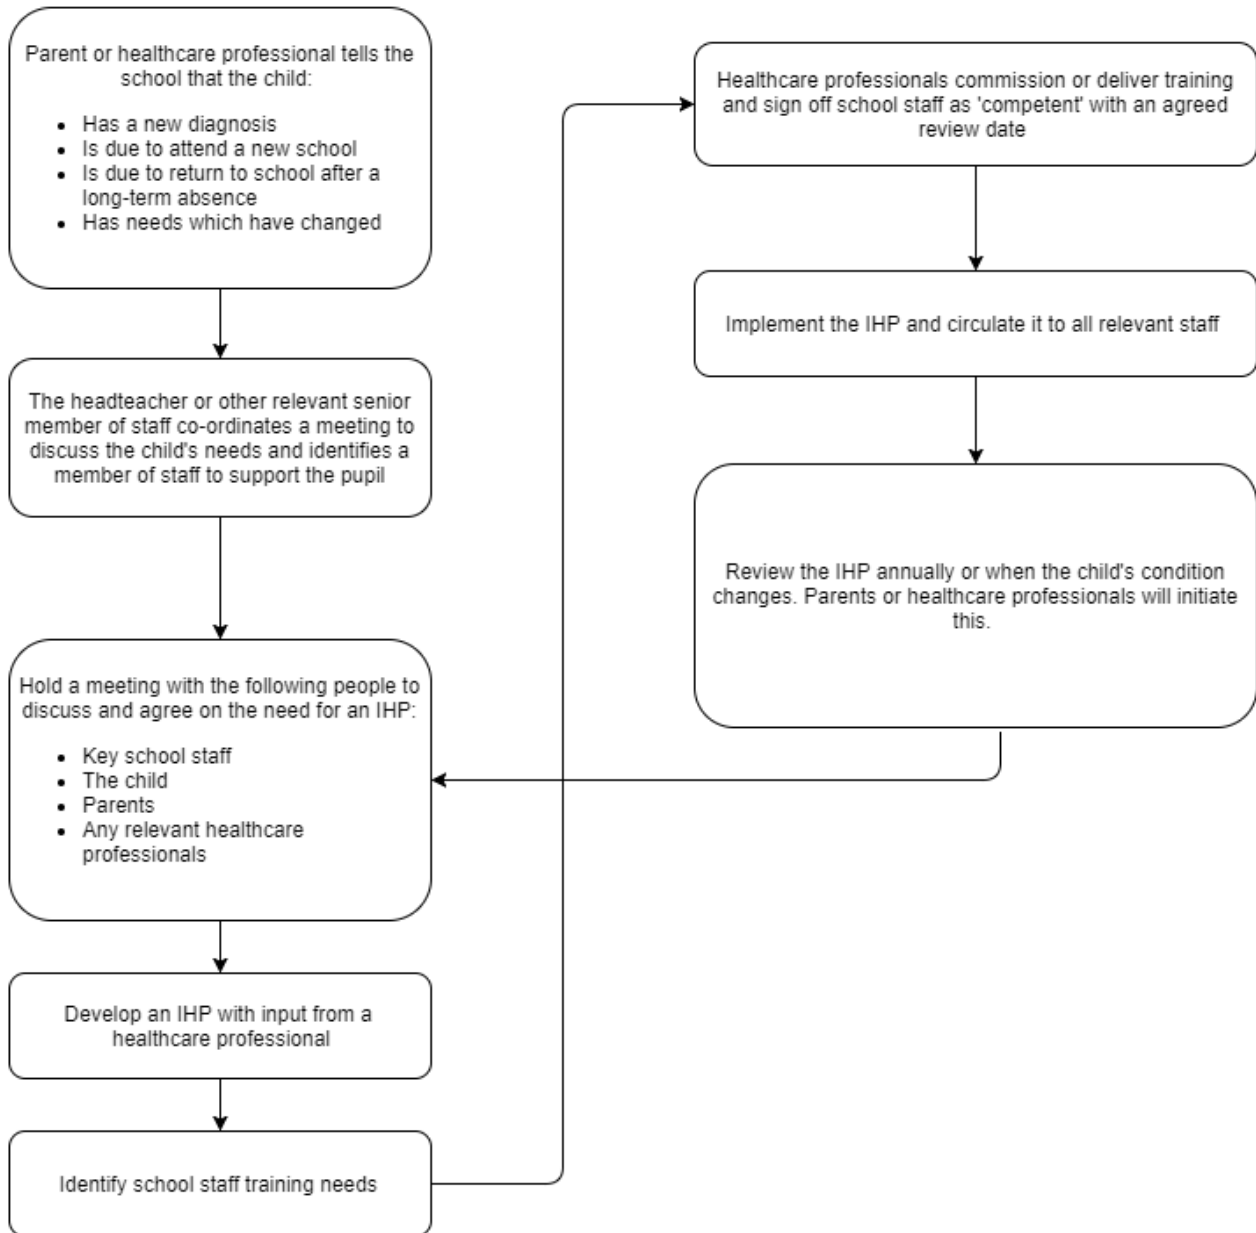 Parent or healthcare professional tells the
school that the child:
• Has a new diagnosis
• Is due to attend a new school
• Is due to return to school after a
long-term absence
• Has needs which have changed
The headteacher or other relevant senior
member of staff co-ordinates a meeting to
discuss the child's needs and identifies a
member of staff to support the pupil
Hold a meeting with the following people to
discuss and agree on the need for an IHP:
• Key school staff
• The child
• Parents
• Any relevant healthcare
professionals
Develop an IHP with input from a
healthcare professional
Identify school staff training needs
Healthcare professionals commission or deliver training
and sign off school staff as 'competent' with an agreed
review date
Implement the IHP and circulate it to all relevant staff
Review the IHP annually or when the child's condition
changes. Parents or healthcare professionals will initiate
this.